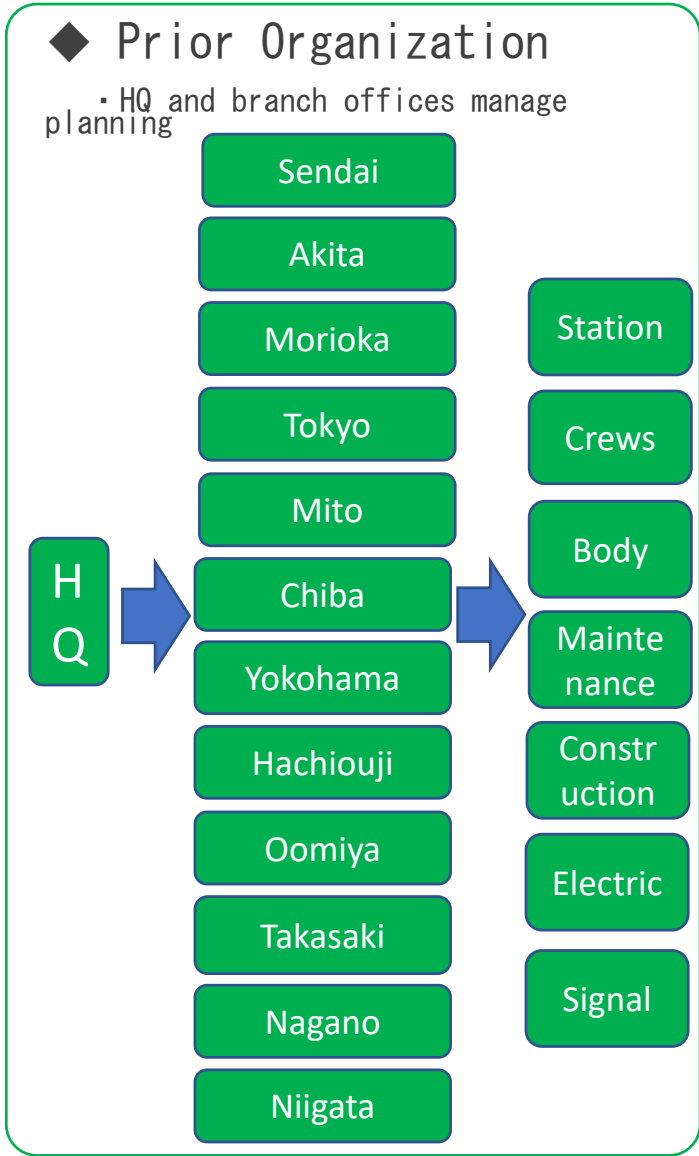 ◆ Prior Organization
・HQ and branch offices manage
planning
Sendai
Akita
Morioka
Tokyo
Mito
Chiba
Yokohama
Hachiouji
Oomiya
Takasaki
Nagano
Niigata
H
Q
Station
Crews
Body
Mainte
nance
Constr
uction
Electric
Signal